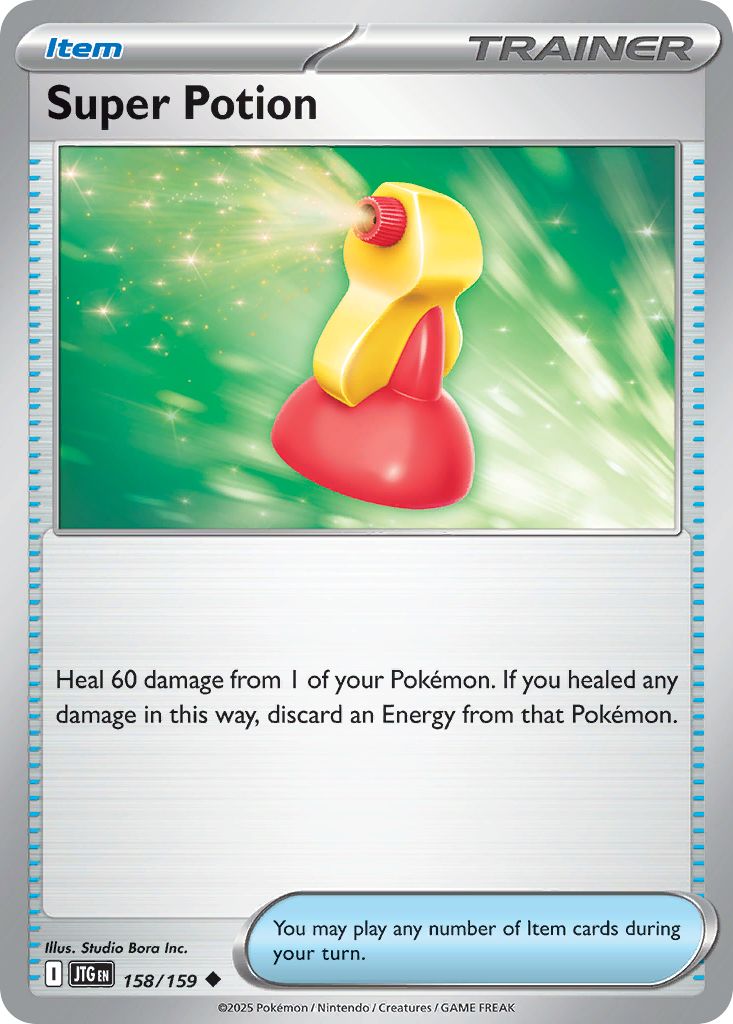 Item
TRAINER
Super Potion
Heal 60 damage from 1 of your Pokémon. If you healed any
damage in this way, discard an Energy from that Pokémon.
You may play any number of Item cards during
your turn.
Illus. Studio Bora Inc.
I JTG EN 158/159
©2025 Pokémon / Nintendo / Creatures / GAME FREAK